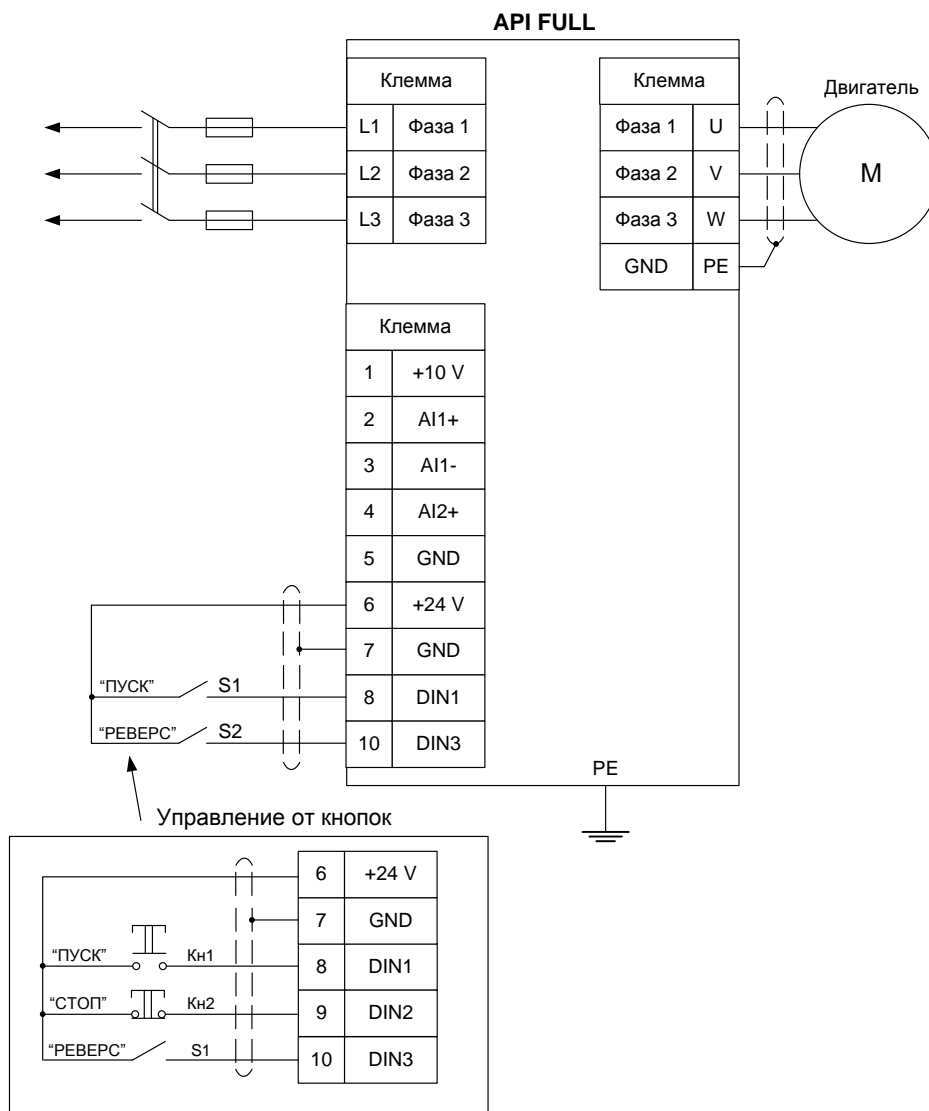 API FULL
Клемма
L1 Фаза 1
L2 Фаза 2
L3 Фаза 3
Клемма
Фаза 1 U
Фаза 2 V
Фаза 3 W
GND PE
Двигатель
M
Клемма
1 +10 V
2 AI1+
3 AI1-
4 AI2+
5 GND
6 +24 V
7 GND
“ПУСК” S1 8 DIN1
“РЕВЕРС” S2 10 DIN3
PE
Управление от кнопок
6 +24 V
7 GND
“ПУСК” Кн1 8 DIN1
“СТОП” Кн2 9 DIN2
“РЕВЕРС” S1 10 DIN3